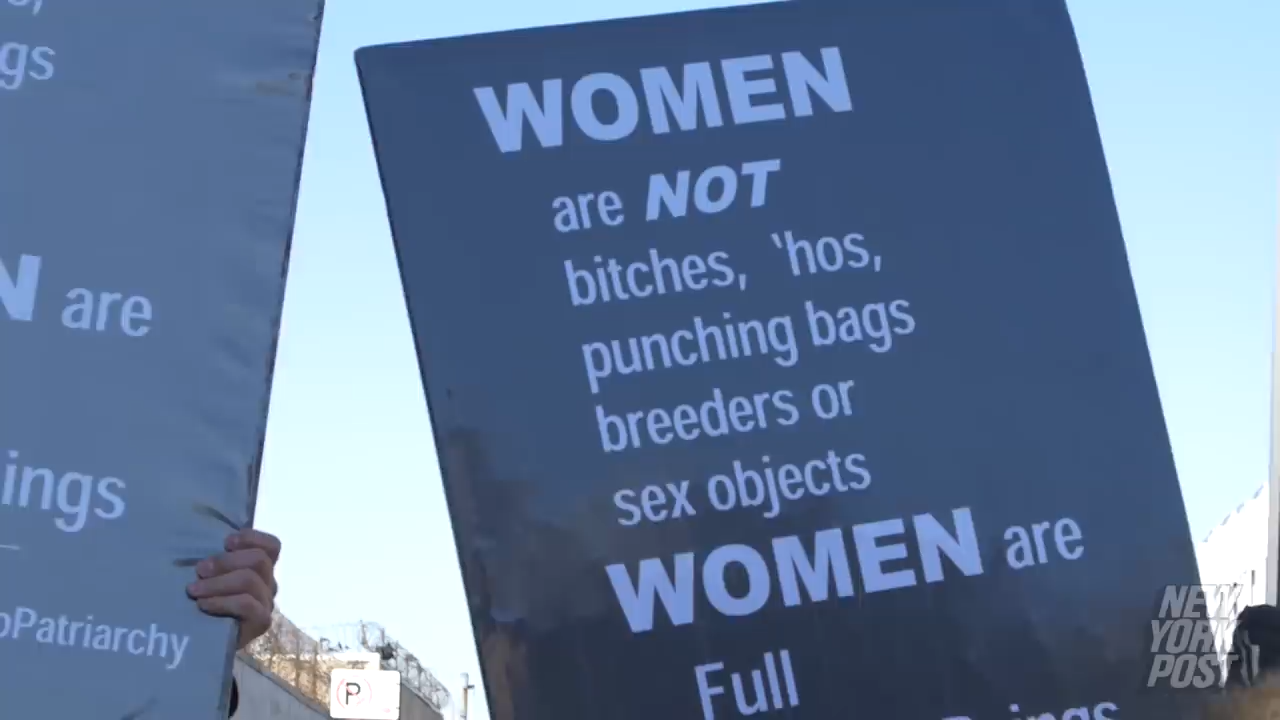 gs
N are
ings
oPatriarchy
P
WOMEN
are NOT
bitches, 'hos,
punching bags
breeders or
sex objects
WOMEN are
Full
Beings
NEW
YORK
POST